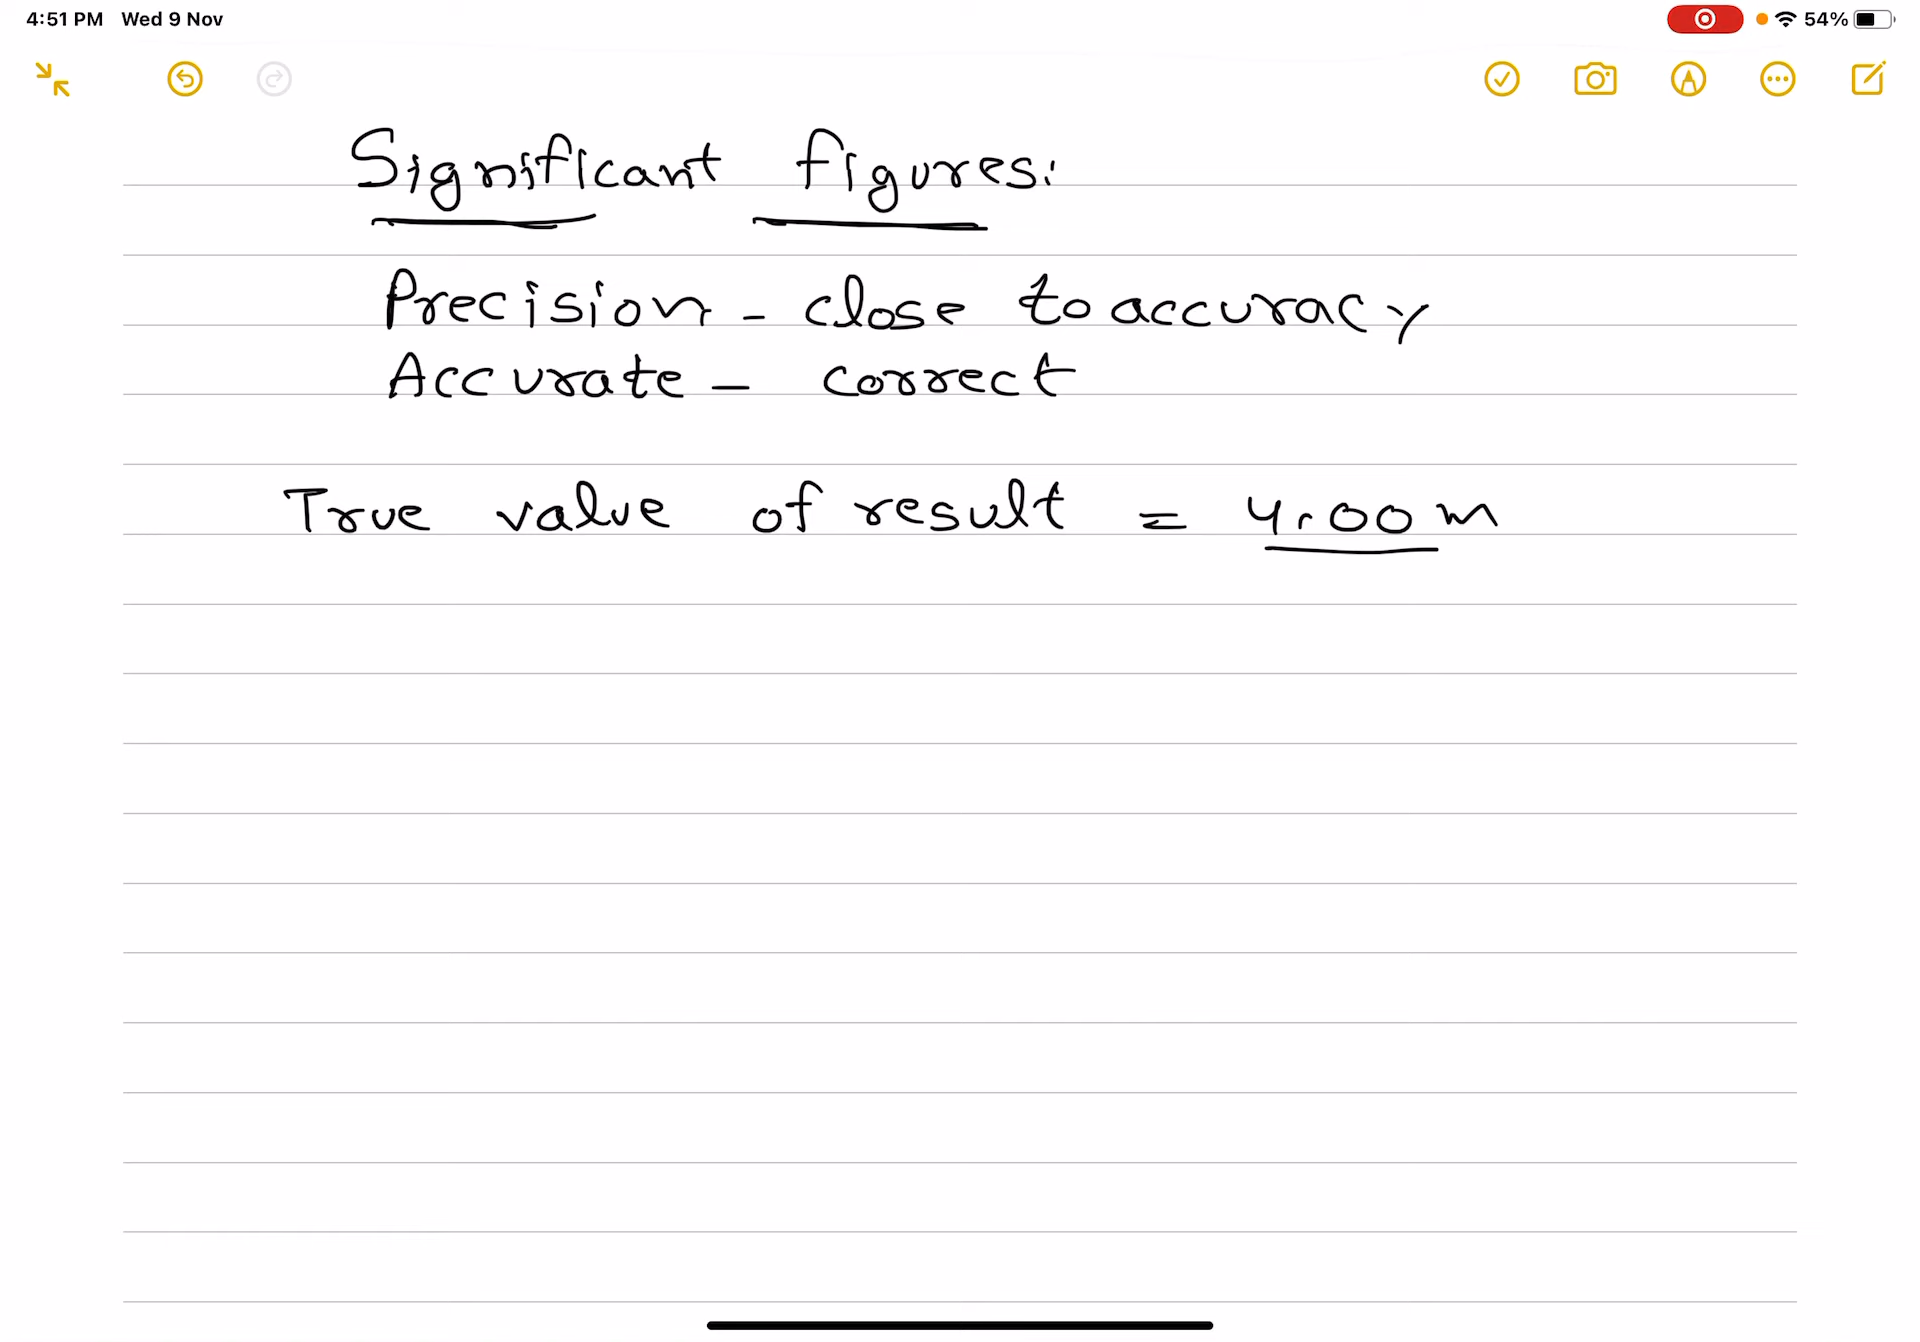 4:51 PM Wed 9 Nov 54%
Significant figures:
Precision - close to accuracy
Accurate - correct
True value of result = 4.00 m